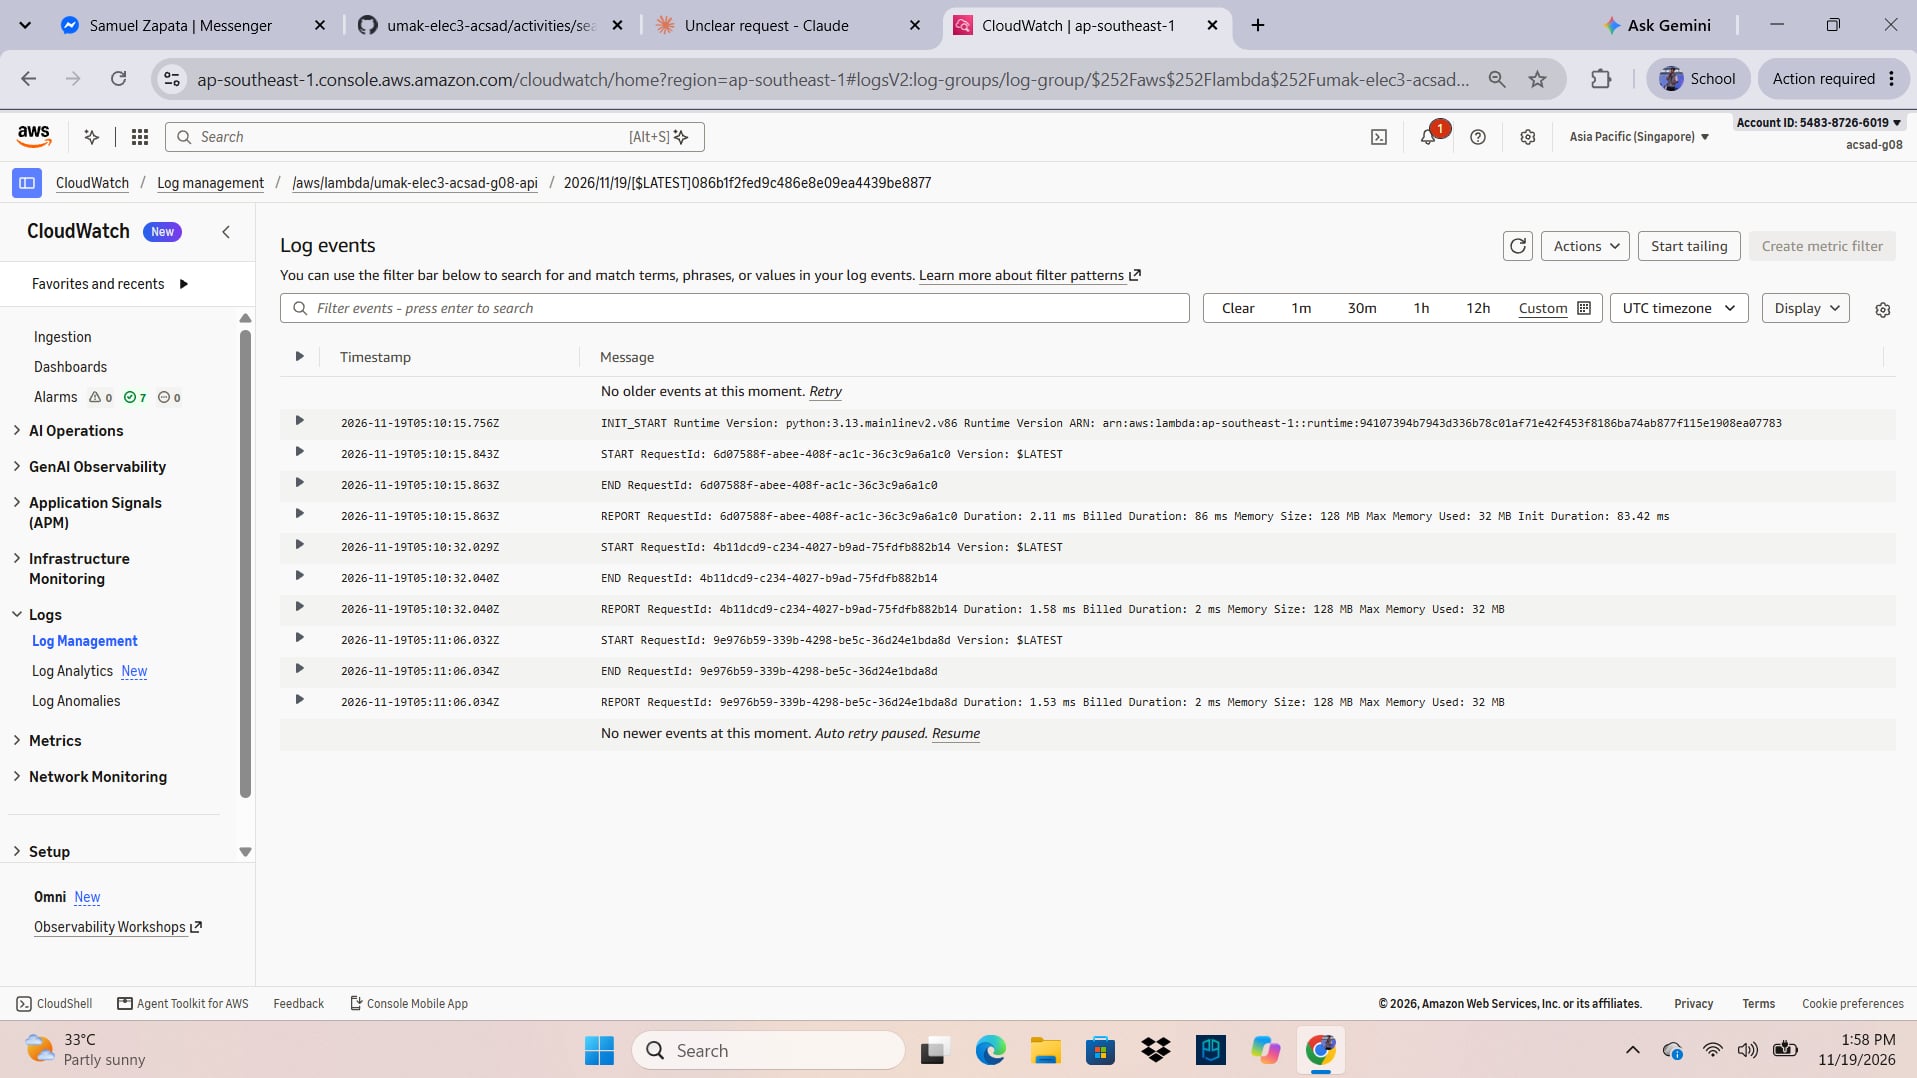 Samuel Zapata | Messenger
umak-elec3-acsad/activities/sea
Unclear request - Claude
CloudWatch | ap-southeast-1
Ask Gemini
ap-southeast-1.console.aws.amazon.com/cloudwatch/home?region=ap-southeast-1#logsV2:log-groups/log-group/$252Faws$252Flambda$252Fumak-elec3-acsad...
School
Action required
aws
Search
[Alt+S]
1
Asia Pacific (Singapore)
Account ID: 5483-8726-6019
acsad-g08
CloudWatch / Log management / /aws/lambda/umak-elec3-acsad-g08-api / 2026/11/19/[$LATEST]086b1f2fed9c486e8e09ea4439be8877
CloudWatch New
Favorites and recents
Ingestion
Dashboards
Alarms 0 7 0
AI Operations
GenAI Observability
Application Signals
(APM)
Infrastructure
Monitoring
Logs
Log Management
Log Analytics New
Log Anomalies
Metrics
Network Monitoring
Setup
Omni New
Observability Workshops
Log events
Actions
Start tailing
Create metric filter
You can use the filter bar below to search for and match terms, phrases, or values in your log events. Learn more about filter patterns
Filter events - press enter to search
Clear 1m 30m 1h 12h Custom
UTC timezone
Display
Timestamp Message
No older events at this moment. Retry
2026-11-19T05:10:15.756Z INIT_START Runtime Version: python:3.13.mainlinev2.v86 Runtime Version ARN: arn:aws:lambda:ap-southeast-1::runtime:94107394b7943d336b78c01af71e42f453f8186ba74ab877f115e1908ea07783
2026-11-19T05:10:15.843Z START RequestId: 6d07588f-abee-408f-ac1c-36c3c9a6a1c0 Version: $LATEST
2026-11-19T05:10:15.863Z END RequestId: 6d07588f-abee-408f-ac1c-36c3c9a6a1c0
2026-11-19T05:10:15.863Z REPORT RequestId: 6d07588f-abee-408f-ac1c-36c3c9a6a1c0 Duration: 2.11 ms Billed Duration: 86 ms Memory Size: 128 MB Max Memory Used: 32 MB Init Duration: 83.42 ms
2026-11-19T05:10:32.029Z START RequestId: 4b11dcd9-c234-4027-b9ad-75fdfb882b14 Version: $LATEST
2026-11-19T05:10:32.040Z END RequestId: 4b11dcd9-c234-4027-b9ad-75fdfb882b14
2026-11-19T05:10:32.040Z REPORT RequestId: 4b11dcd9-c234-4027-b9ad-75fdfb882b14 Duration: 1.58 ms Billed Duration: 2 ms Memory Size: 128 MB Max Memory Used: 32 MB
2026-11-19T05:11:06.032Z START RequestId: 9e976b59-339b-4298-be5c-36d24e1bda8d Version: $LATEST
2026-11-19T05:11:06.034Z END RequestId: 9e976b59-339b-4298-be5c-36d24e1bda8d
2026-11-19T05:11:06.034Z REPORT RequestId: 9e976b59-339b-4298-be5c-36d24e1bda8d Duration: 1.53 ms Billed Duration: 2 ms Memory Size: 128 MB Max Memory Used: 32 MB
No newer events at this moment. Auto retry paused. Resume
CloudShell
Agent Toolkit for AWS
Feedback
Console Mobile App
© 2026, Amazon Web Services, Inc. or its affiliates.
Privacy
Terms
Cookie preferences
33°C
Partly sunny
Search
1:58 PM
11/19/2026